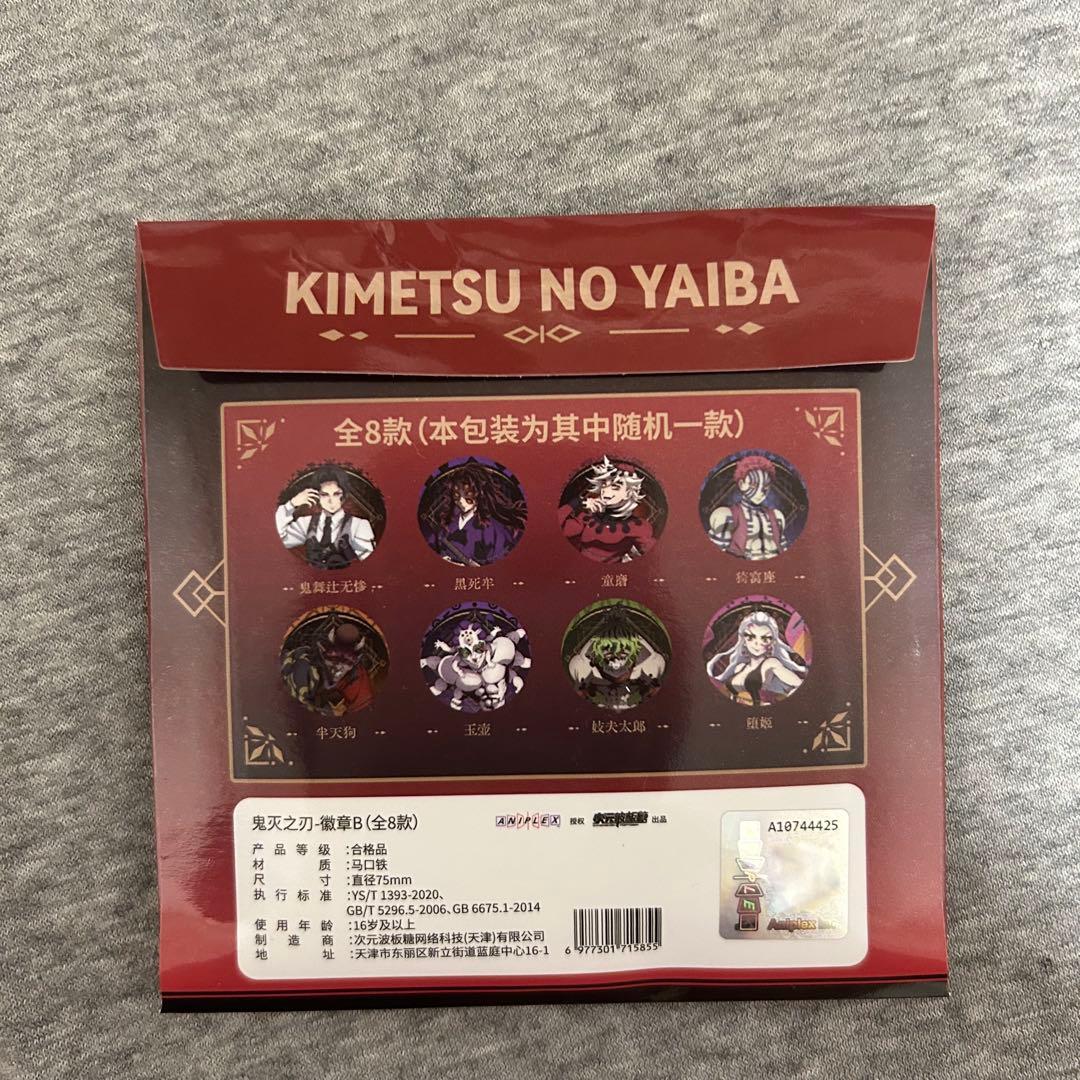 KIMETSU NO YAIBA
全8款(本包装为其中随机一款)
鬼舞辻无惨
黑死牟
童磨
猗窝座
半天狗
玉壶
妓夫太郎
堕姬
鬼灭之刃-徽章B(全8款)
ANIPLEX 授权 次元波板糖 出品
A10744425
产品等级:合格品
材质:马口铁
尺寸:直径75mm
执行标准:YS/T 1393-2020、
GB/T 5296.5-2006、GB 6675.1-2014
使用年龄:16岁及以上
制造商:次元波板糖网络科技(天津)有限公司
地址:天津市东丽区新立街道蓝庭中心16-1
6 977301 715855
Aniplex